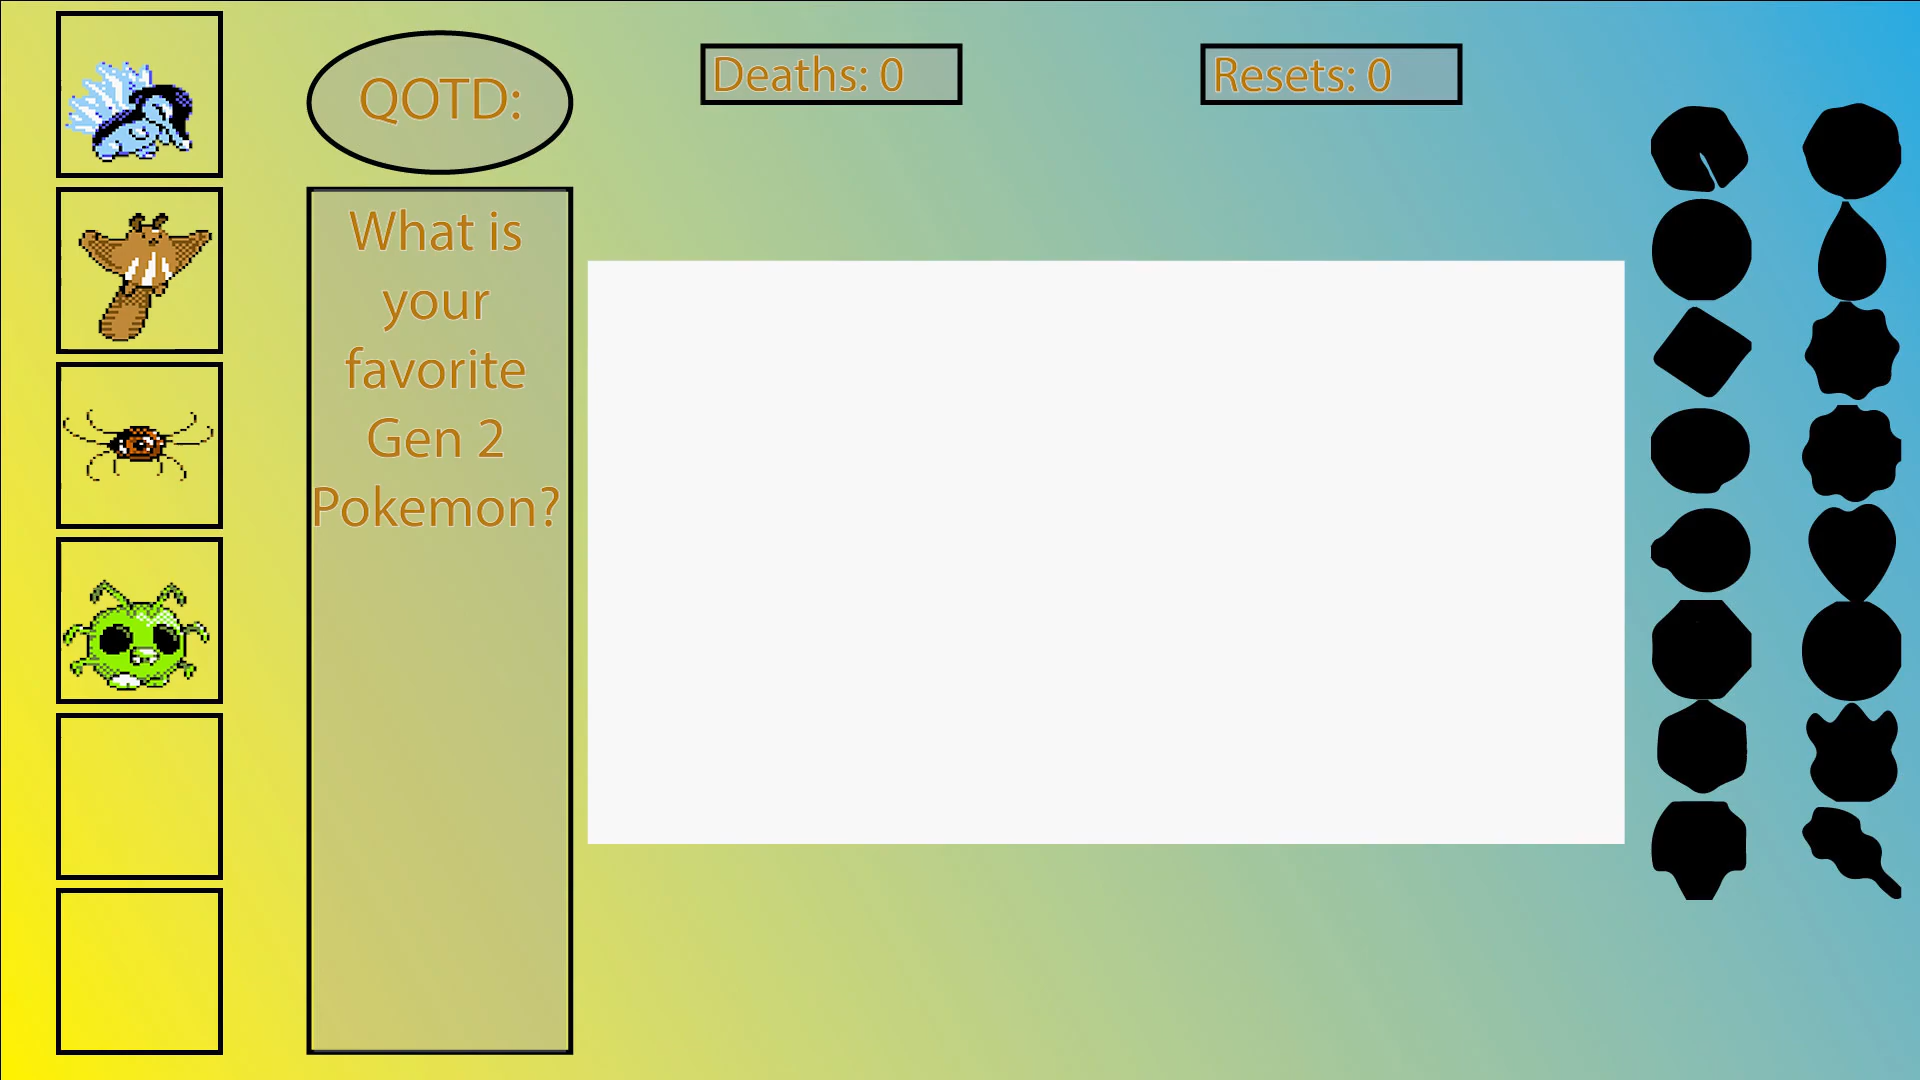 QOTD:
Deaths: 0
Resets: 0
What is
your
favorite
Gen 2
Pokemon?